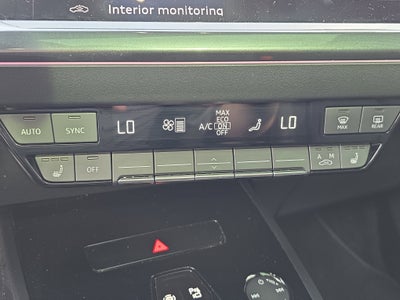 Interior monitoring
AUTO
SYNC
LO
A/C
MAX
ECO
ON
OFF
LO
MAX
REAR
OFF
A M